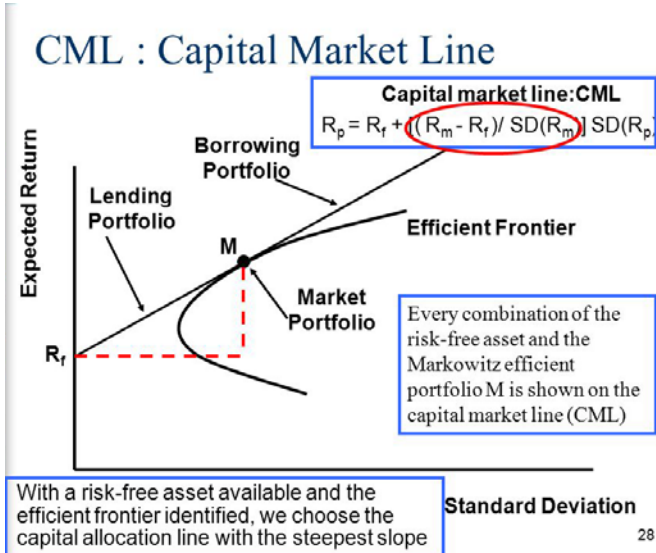 CML : Capital Market Line
Capital market line:CML
Rp = Rf + [( Rm - Rf)/ SD(Rm)] SD(Rp)
Borrowing
Portfolio
Lending
Portfolio
Expected Return
M
Efficient Frontier
Market
Portfolio
Rf
Every combination of the
risk-free asset and the
Markowitz efficient
portfolio M is shown on the
capital market line (CML)
With a risk-free asset available and the
efficient frontier identified, we choose the
capital allocation line with the steepest slope
Standard Deviation
28